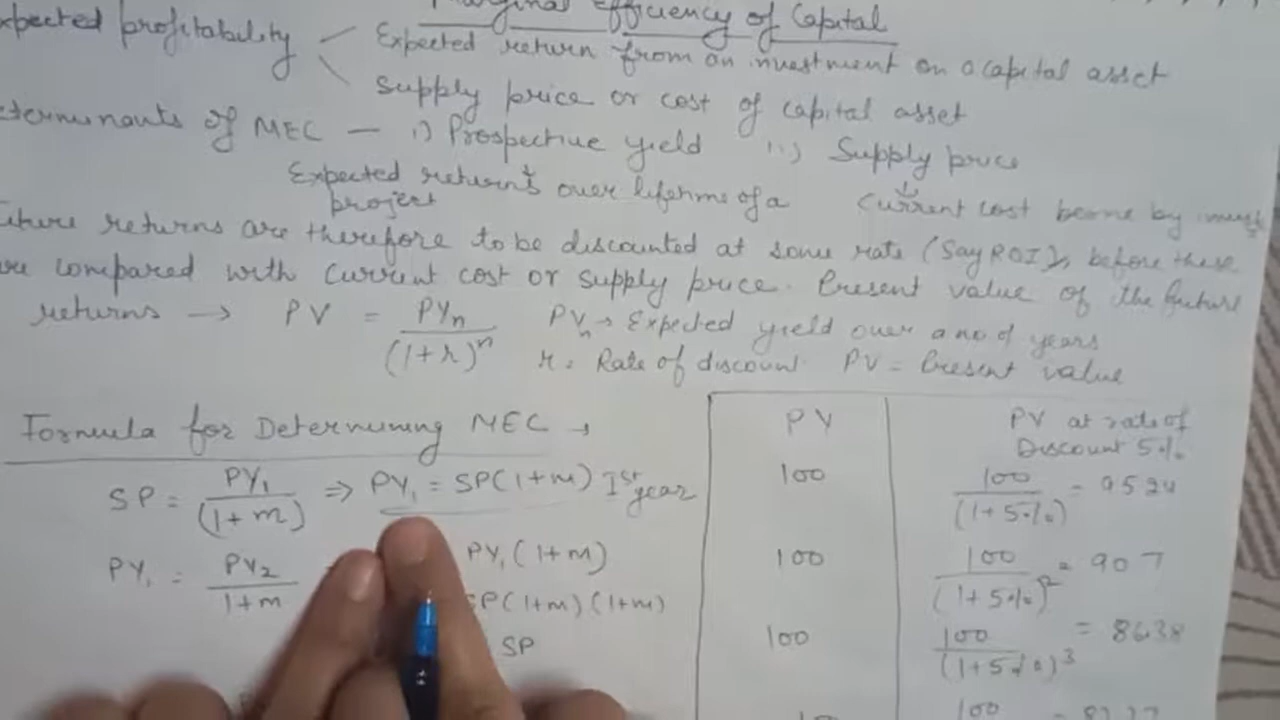 Marginal Efficiency of Capital
xpected profitability Expected return from an investment on a capital asset
Supply price or cost of capital asset
terminants of MEC — i) Prospective yield ii) Supply price
Expected returns over lifetime of a project
Current cost borne by
uture returns are therefore to be discounted at some rate (Say ROI), before these
are compared with current cost or supply price. Present value of the future
returns → PV = PYn / (1+r)^n PYn → Expected yield over a no of years
r = Rate of discount PV = Present value
Formula for Determining MEC →
SP = PY1 / (1+m) ⇒ PY1 = SP(1+m) Ist year
PY1 = PY2 / 1+m
PY1 (1+m)
SP(1+m)(1+m)
SP
PY
PV at rate of Discount 5%
100
100 / (1+5%) = 95.24
100
100 / (1+5%)^2 = 90.7
100
100 / (1+5%)^3 = 86.38
100